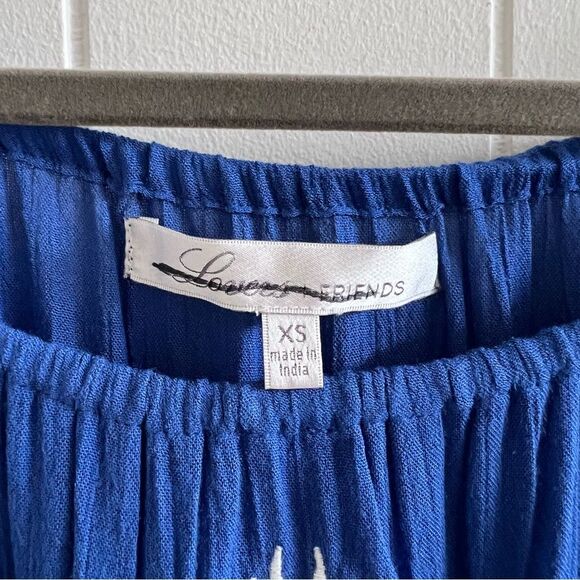 Lovers + FRIENDS
XS
made in
India